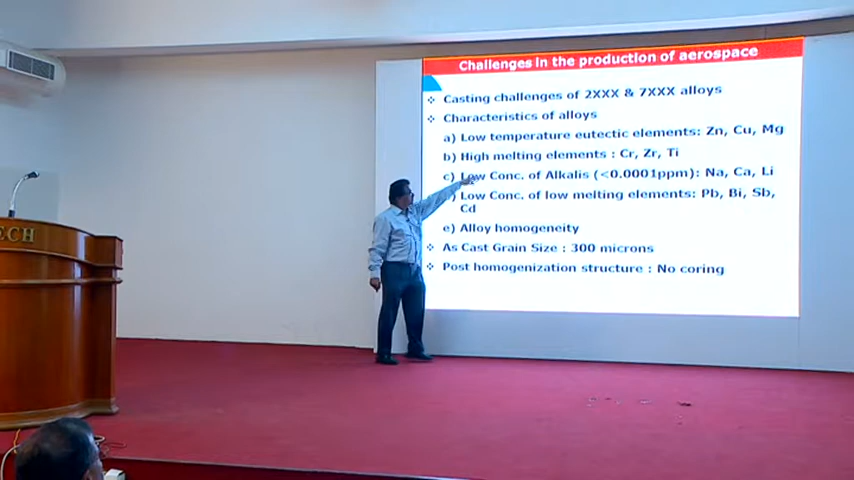 Challenges in the production of aerospace
Casting challenges of 2XXX & 7XXX alloys
Characteristics of alloys
a) Low temperature eutectic elements: Zn, Cu, Mg
b) High melting elements : Cr, Zr, Ti
c) Low Conc. of Alkalis (<0.0001ppm): Na, Ca, Li
) Low Conc. of low melting elements: Pb, Bi, Sb,
Cd
e) Alloy homogeneity
As Cast Grain Size : 300 microns
Post homogenization structure : No coring
ECH